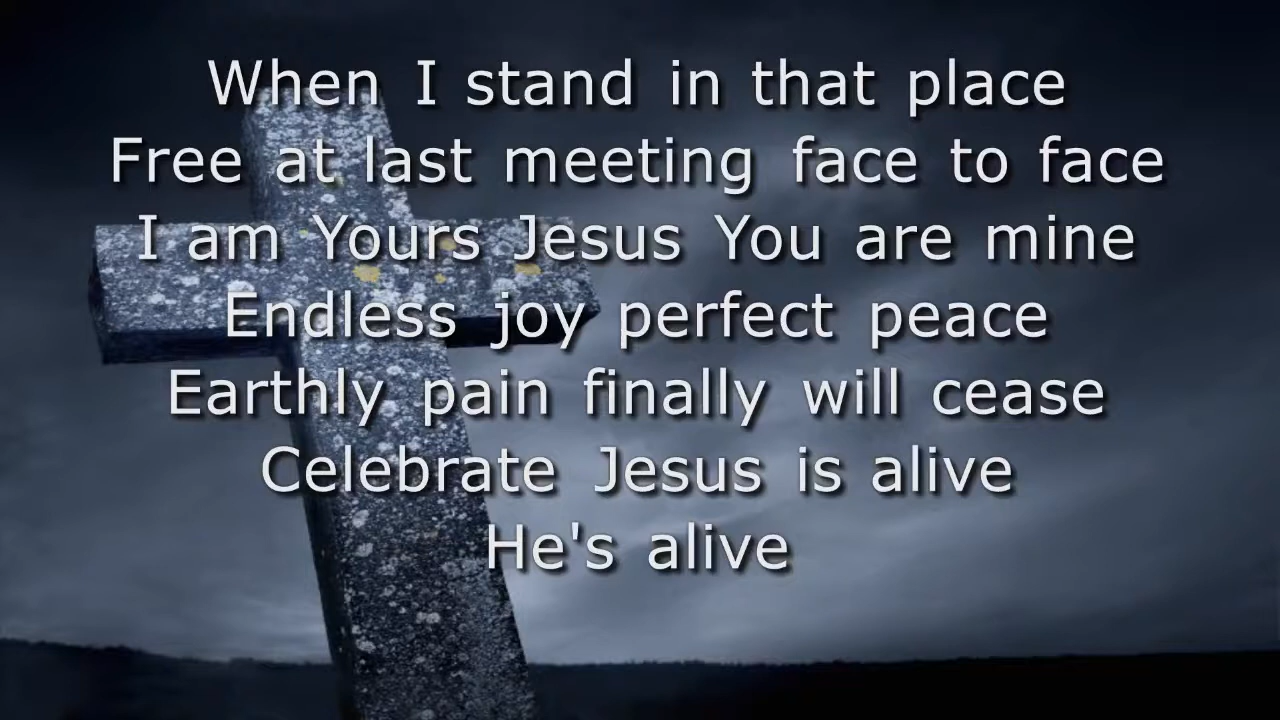 When I stand in that place
Free at last meeting face to face
I am Yours Jesus You are mine
Endless joy perfect peace
Earthly pain finally will cease
Celebrate Jesus is alive
He's alive